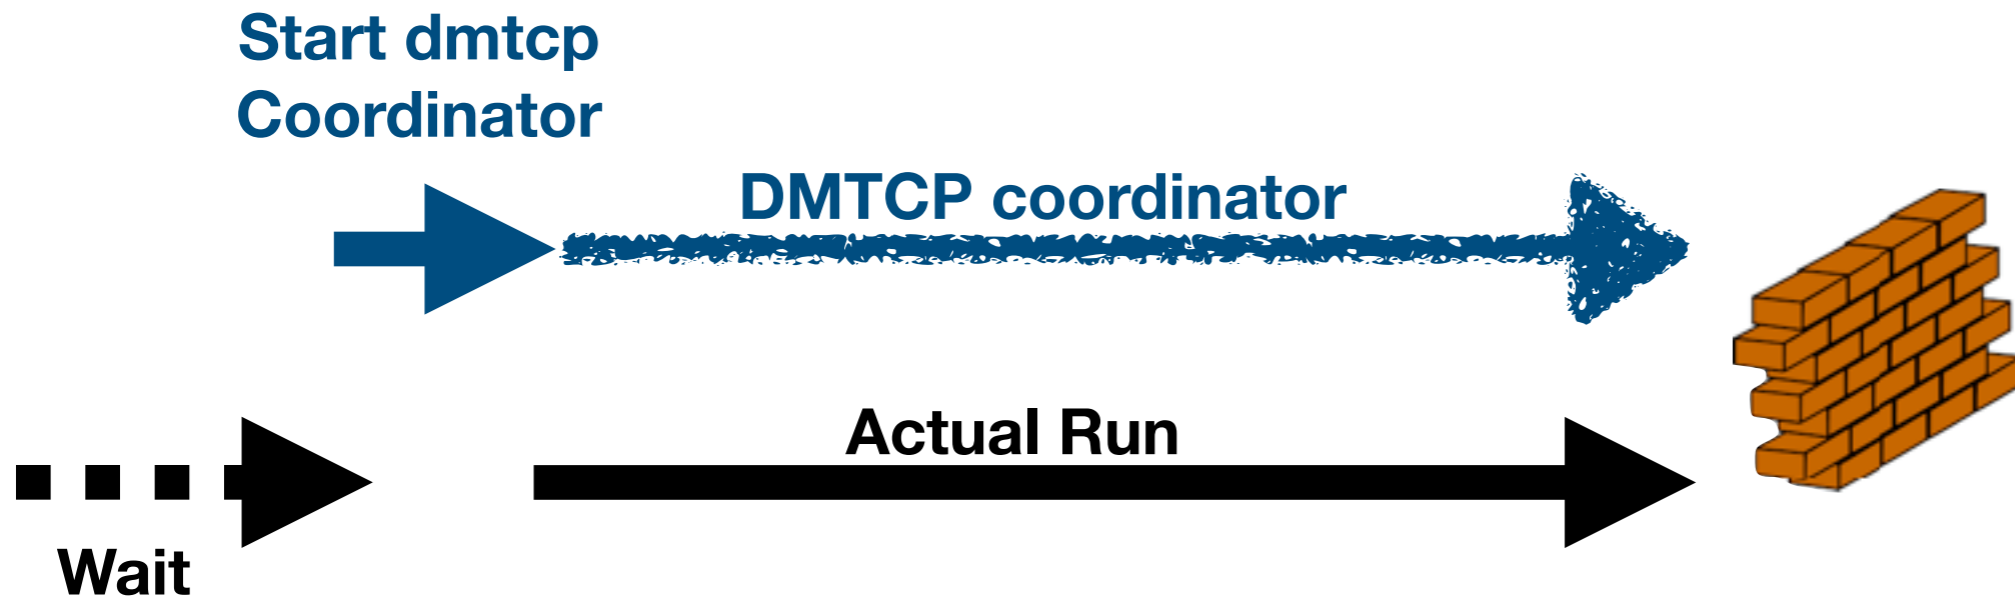 Start dmtcp
Coordinator
DMTCP coordinator
Actual Run
Wait